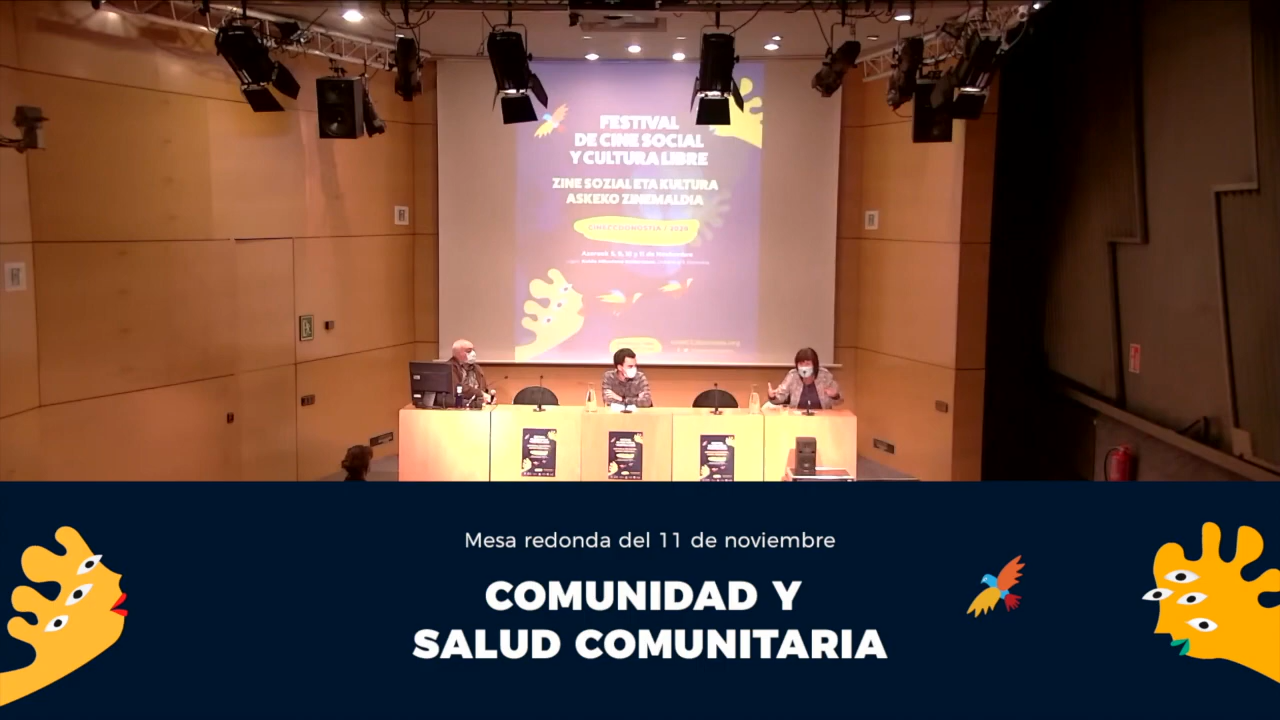 FESTIVAL
DE CINE SOCIAL
Y CULTURA LIBRE
ZINE SOZIAL ETA KULTURA
ASKEKO ZINEMALDIA
Mesa redonda del 11 de noviembre
COMUNIDAD Y
SALUD COMUNITARIA